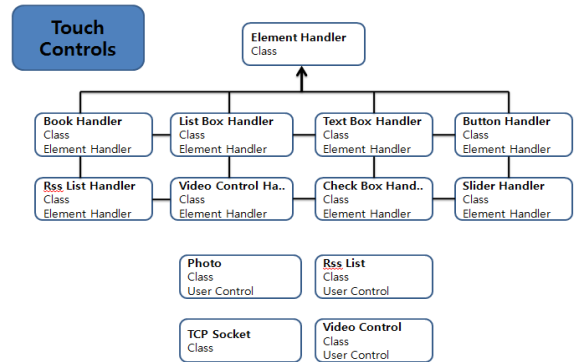 Touch
Controls
Element Handler
Class
Book Handler
Class
Element Handler
List Box Handler
Class
Element Handler
Text Box Handler
Class
Element Handler
Button Handler
Class
Element Handler
Rss List Handler
Class
Element Handler
Video Control Ha..
Class
Element Handler
Check Box Hand..
Class
Element Handler
Slider Handler
Class
Element Handler
Photo
Class
User Control
Rss List
Class
User Control
TCP Socket
Class
Video Control
Class
User Control